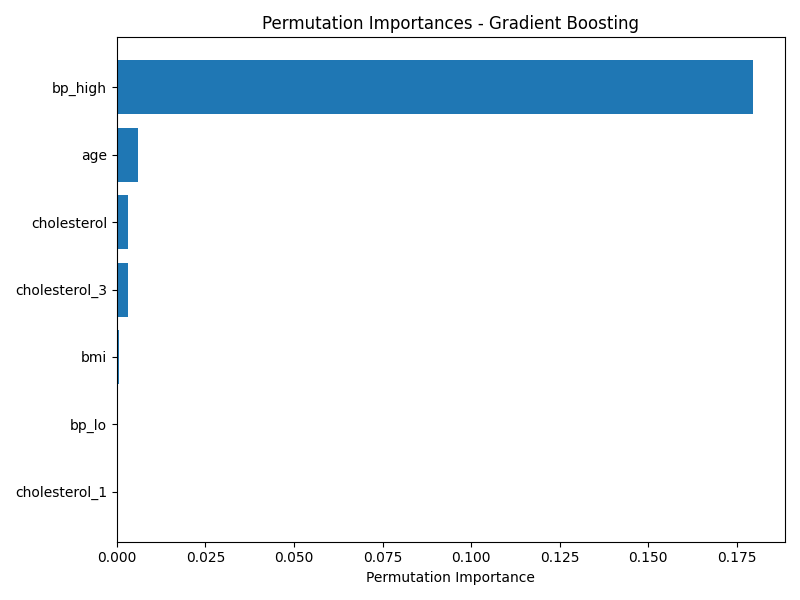 Permutation Importances - Gradient Boosting
bp_high
age
cholesterol
cholesterol_3
bmi
bp_lo
cholesterol_1
0.000 0.025 0.050 0.075 0.100 0.125 0.150 0.175
Permutation Importance